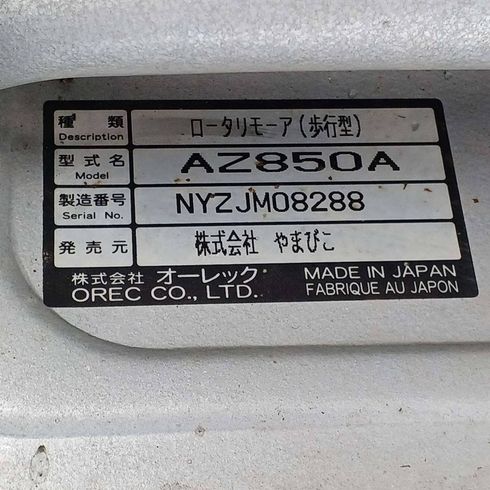 種類 ロータリモーア(歩行型)
Description
型式名 AZ850A
Model
製造番号 NYZJM08288
Serial No.
発売元 株式会社 やまびこ
株式会社 オーレック MADE IN JAPAN
OREC CO., LTD. FABRIQUE AU JAPON